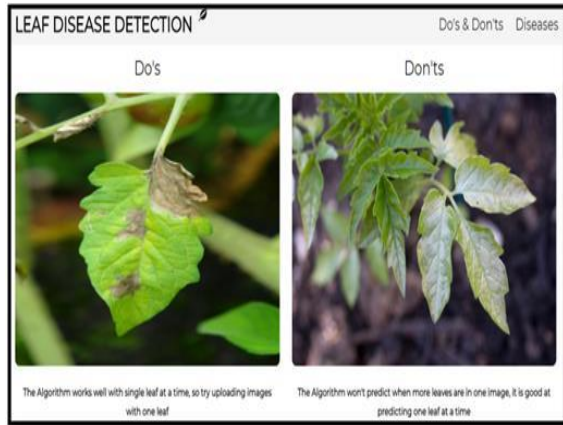 LEAF DISEASE DETECTION
Do's & Don'ts Diseases
Do's
Don'ts
The Algorithm works well with single leaf at a time, so try uploading images
with one leaf
The Algorithm won't predict when more leaves are in one image, it is good at
predicting one leaf at a time